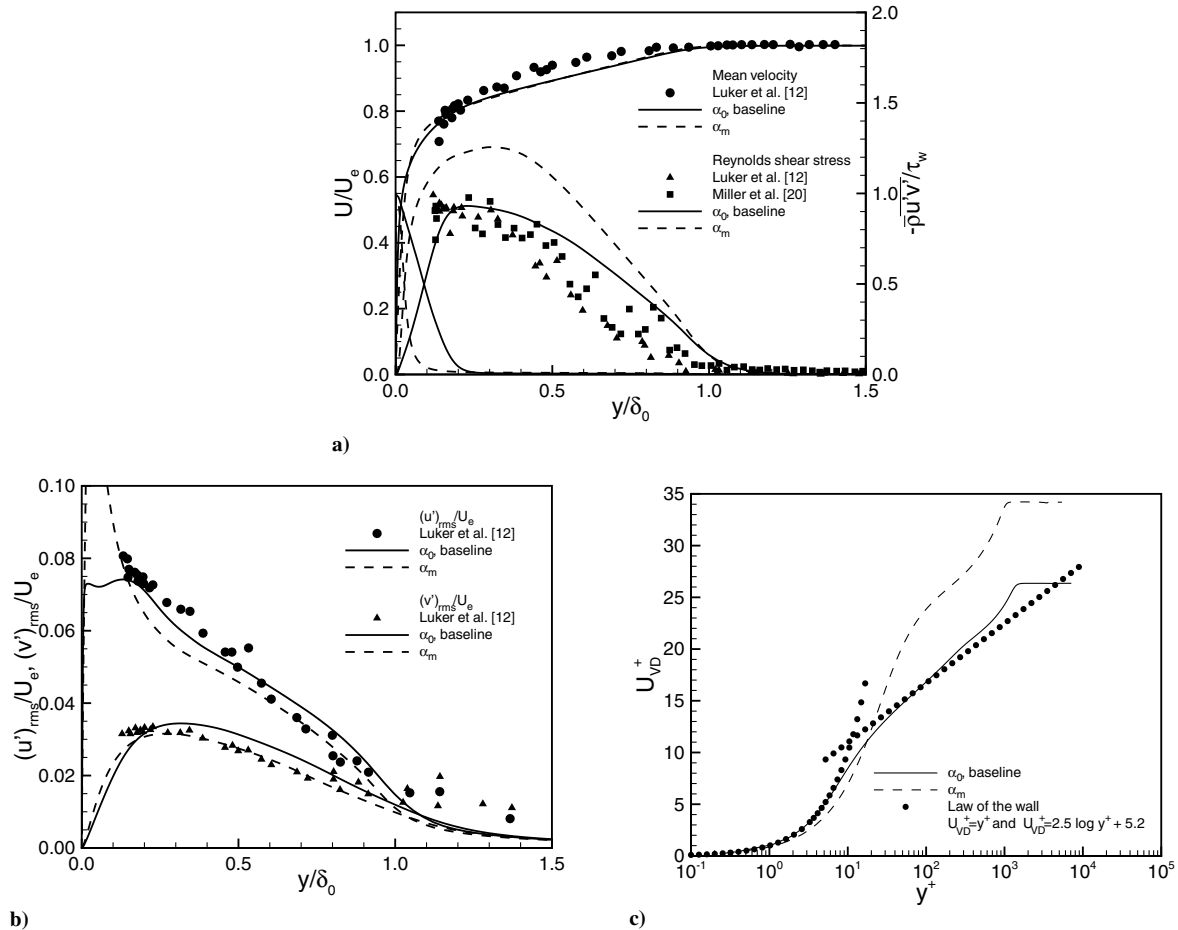 2.0
1.5
1.0
0.5
0.0
-ρ̅u̅'̅v̅'̅/τw
1.0
0.8
0.6
0.4
0.2
0.0
U/Ue
Mean velocity
Luker et al. [12]
α0, baseline
αm
Reynolds shear stress
Luker et al. [12]
Miller et al. [20]
α0, baseline
αm
0.0 0.5 1.0 1.5
y/δ0
a)
0.10
0.08
0.06
0.04
0.02
0.00
(u')rms/Ue, (v')rms/Ue
(u')rms/Ue
Luker et al. [12]
α0, baseline
αm
(v')rms/Ue
Luker et al. [12]
α0, baseline
αm
0.0 0.5 1.0 1.5
y/δ0
b)
35
30
25
20
15
10
5
0
U+VD
α0, baseline
αm
Law of the wall
U+VD=y+ and U+VD=2.5 log y+ + 5.2
10-1 100 101 102 103 104 105
y+
c)